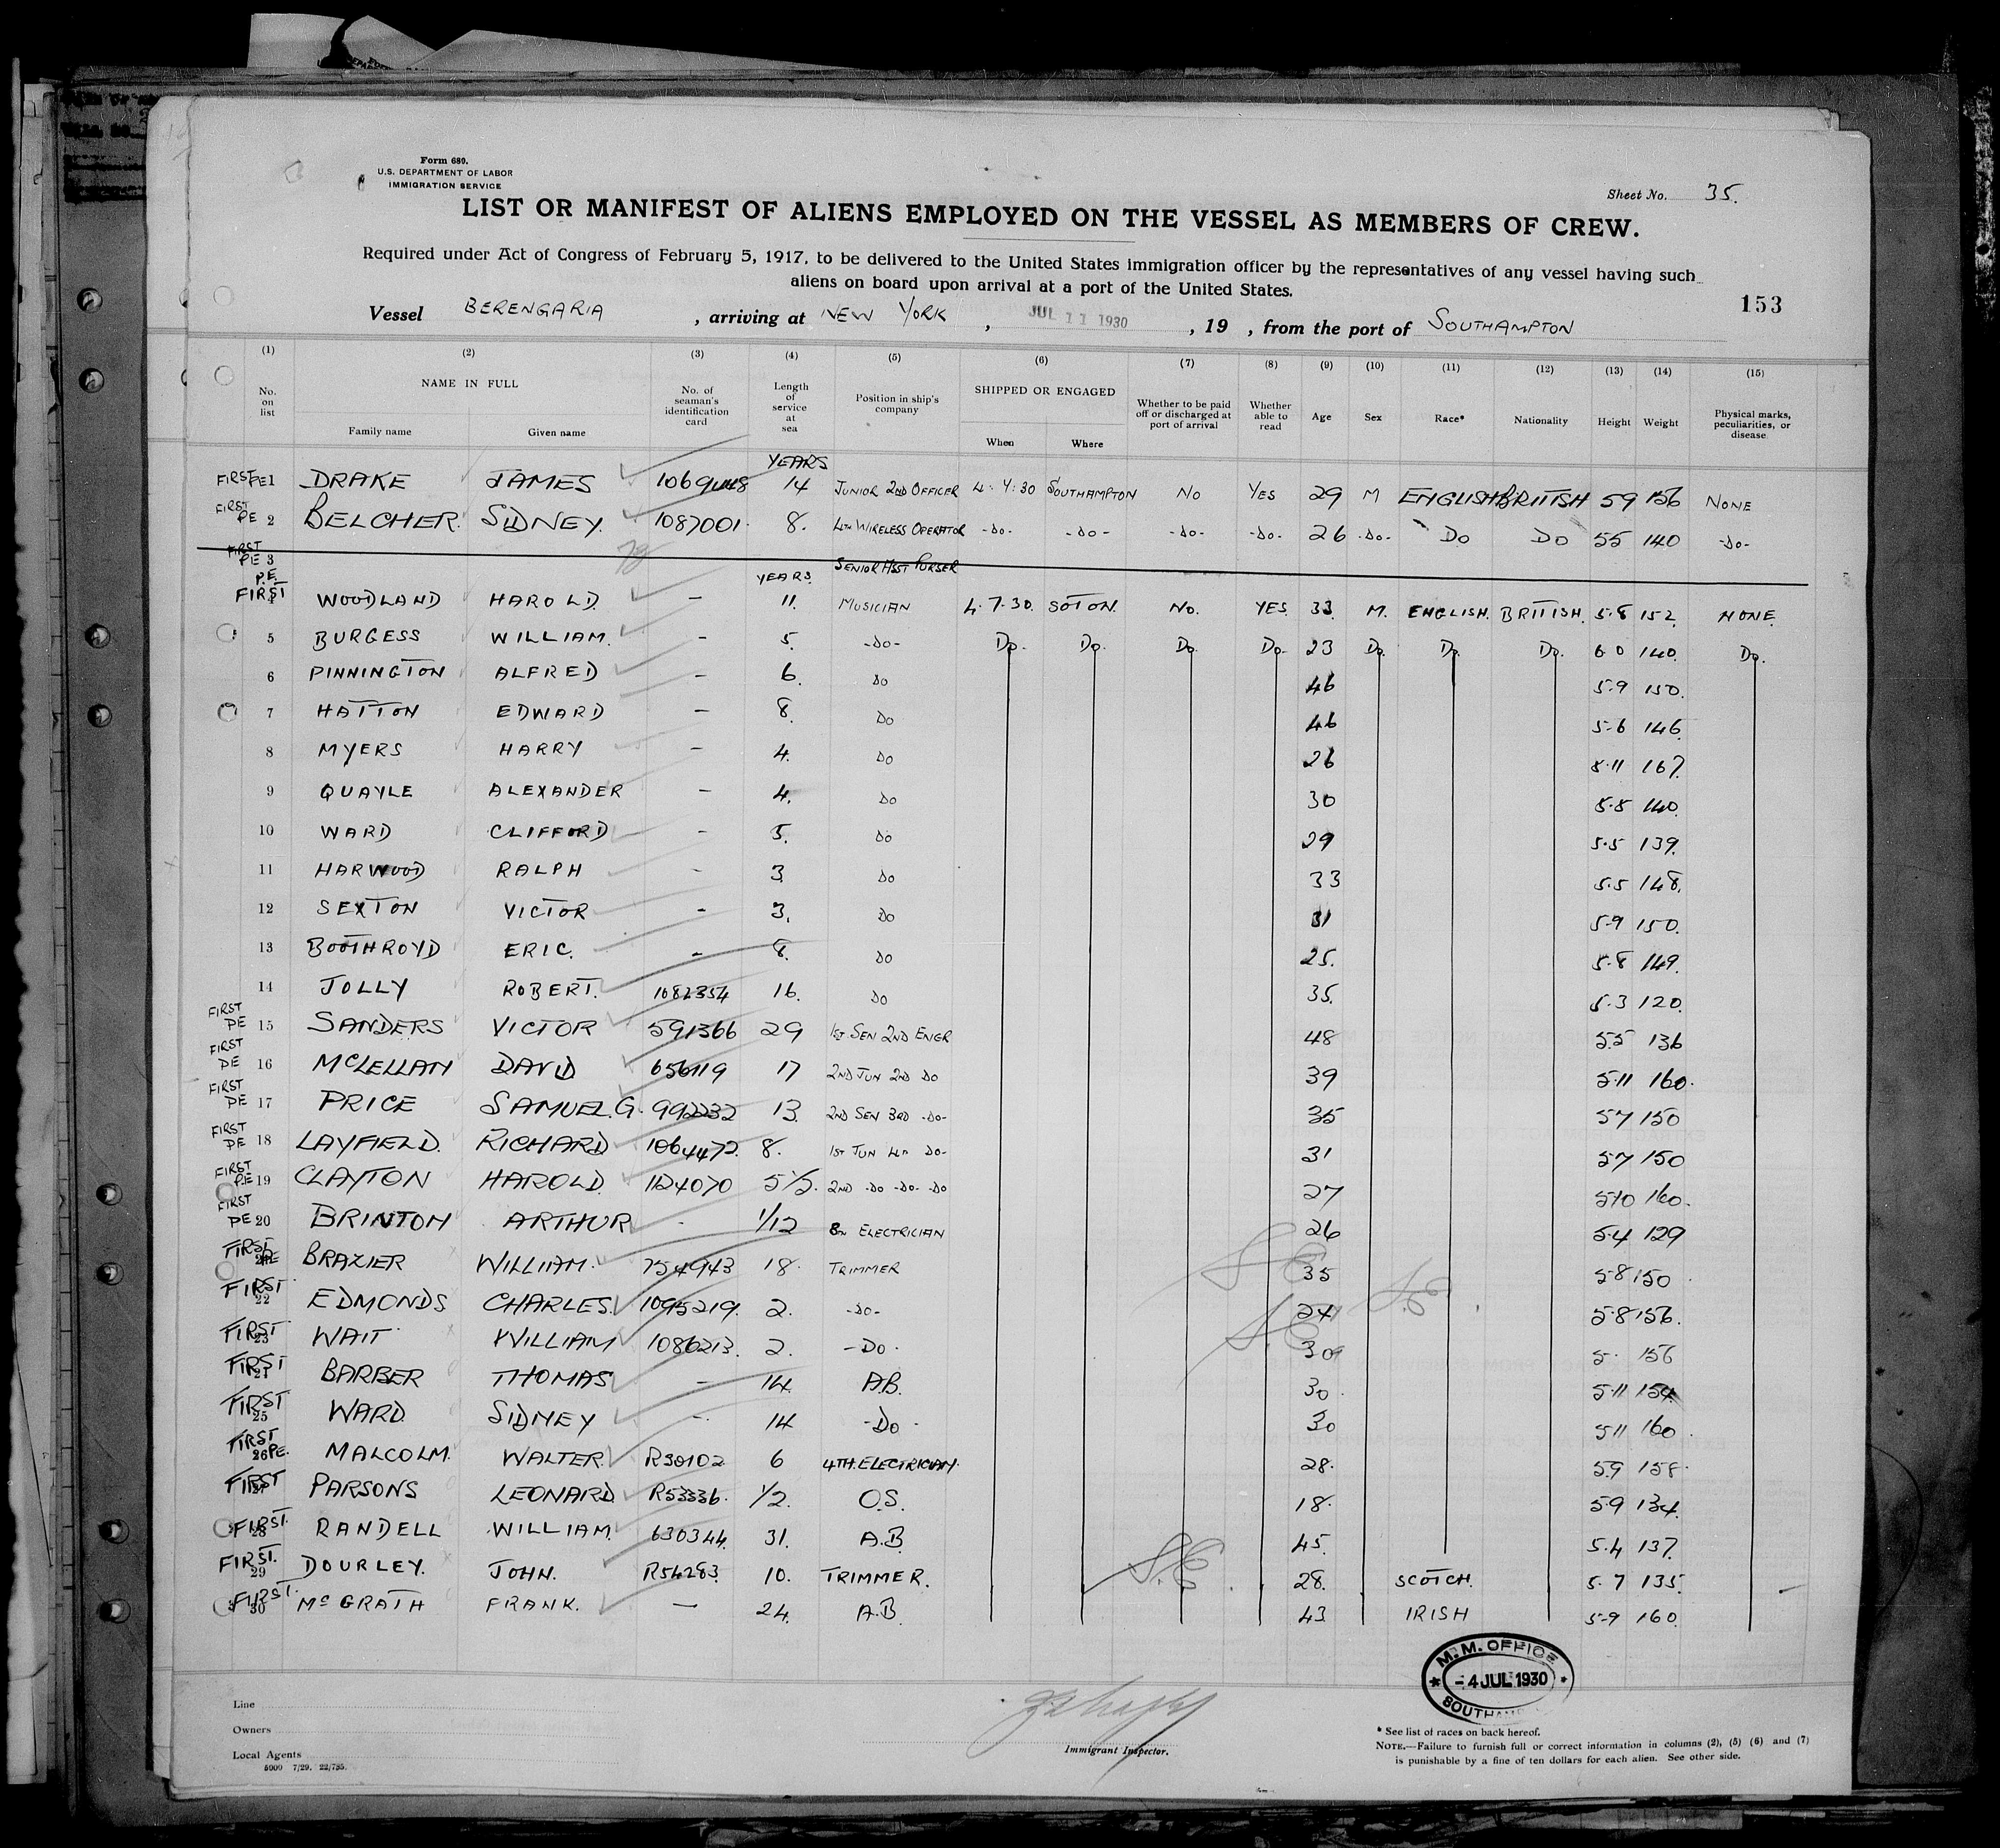 Form 680.
U.S. DEPARTMENT OF LABOR
IMMIGRATION SERVICE
Sheet No. 35.
LIST OR MANIFEST OF ALIENS EMPLOYED ON THE VESSEL AS MEMBERS OF CREW.
Required under Act of Congress of February 5, 1917, to be delivered to the United States immigration officer by the representatives of any vessel having such
aliens on board upon arrival at a port of the United States.
153
Vessel BERENGARIA, arriving at NEW YORK, JUL 11 1930, 19 , from the port of SOUTHAMPTON
(1) (2) (3) (4) (5) (6) (7) (8) (9) (10) (11) (12) (13) (14) (15)
No. on list NAME IN FULL Family name Given name No. of seaman's identification card Length of service at sea Position in ship's company SHIPPED OR ENGAGED When Where Whether to be paid off or discharged at port of arrival Whether able to read Age Sex Race* Nationality Height Weight Physical marks, peculiarities, or disease
YEARS
FIRST PE 1 DRAKE JAMES 14 JUNIOR 2ND OFFICER 4.7.30 SOUTHAMPTON NO YES 29 M ENGLISH BRITISH 59 156 NONE
FIRST PE 2 BELCHER. SIDNEY. 1087001. 8. 4TH WIRELESS OPERATOR -DO- -DO- -DO- -DO- 26 -DO- DO DO 55 140 -DO-
FIRST PE 3 SENIOR ASST PURSER
YEARS.
P.E. FIRST 4 WOODLAND HAROLD. - 11. MUSICIAN 4.7.30. SOTON. NO. YES. 33 M. ENGLISH. BRITISH. 5.8 152. NONE.
5 BURGESS WILLIAM. - 5. -DO- DO. DO. DO. DO. 23 DO. DO. DO. 6.0 140. DO.
6 PINNINGTON ALFRED - 6. DO 46 5.9 150.
7 HATTON EDWARD - 8. DO 46 5.6 146.
8 MYERS HARRY - 4. DO 26 5.11 167.
9 QUAYLE ALEXANDER - 4. DO 30 5.5 140.
10 WARD CLIFFORD - 5. DO 29 5.5 139.
11 HARWOOD RALPH - 3 DO 33 5.5 148.
12 SEXTON VICTOR - 3. DO 31 5.9 150.
13 BOOTHROYD ERIC. - 8. DO 25. 5.8 149.
14 JOLLY ROBERT. 1082354 16. DO 35. 5.3 120.
FIRST PE 15 SANDERS VICTOR 591366 29 1ST SEN 2ND ENGR 48 5.5 136
FIRST PE 16 McLELLAN DAVID 656119 17 2ND JUN 2ND DO 39 5.11 160.
FIRST PE 17 PRICE SAMUEL.G. 992232 13. 2ND SEN 3RD -DO- 35 57 150
FIRST PE 18 LAYFIELD. RICHARD 1064472. 8. 1ST JUN 4TH DO- 31 57 150
FIRST PE 19 CLAYTON HAROLD. 1124070 5½. 2ND -DO -DO- -DO 27 510 160.
FIRST PE 20 BRINTON ARTHUR - 1/12 ELECTRICIAN 26 5.4 129
FIRST PE BRAZIER WILLIAM. 754943 18. TRIMMER 35 58 150
FIRST 22 EDMONDS CHARLES. 1095219. 2. -DO- 24 5.8 156.
FIRST 23 WAIT WILLIAM 1086213. 2. -DO- 30 5. 156
FIRST 24 BARBER THOMAS - 14. A.B. 30. 5.11 154
FIRST 25 WARD. SIDNEY - 14 -DO- 30 511 160
FIRST 26 PE. MALCOLM. WALTER. R30102 6 4TH.ELECTRICIAN. 28. 5.9 158.
FIRST 27 PARSONS LEONARD R53336. ½. O.S. 18. 5.9 134.
FIRST. 28 RANDELL WILLIAM. 630344. 31. A.B. 45. 5.4 137.
FIRST. 29 DOURLEY. JOHN. R54283. 10. TRIMMER. 28. SCOTCH. 5.7 135.
FIRST. 30 McGRATH FRANK. - 24. A.B. 43 IRISH 5.9 160.
M.M. OFFICE
-4 JUL 1930
Line
Owners
Local Agents
5000 7/29. 22/785.
Immigrant Inspector.
* See list of races on back hereof.
NOTE.—Failure to furnish full or correct information in columns (2), (5) (6) and (7)
is punishable by a fine of ten dollars for each alien. See other side.